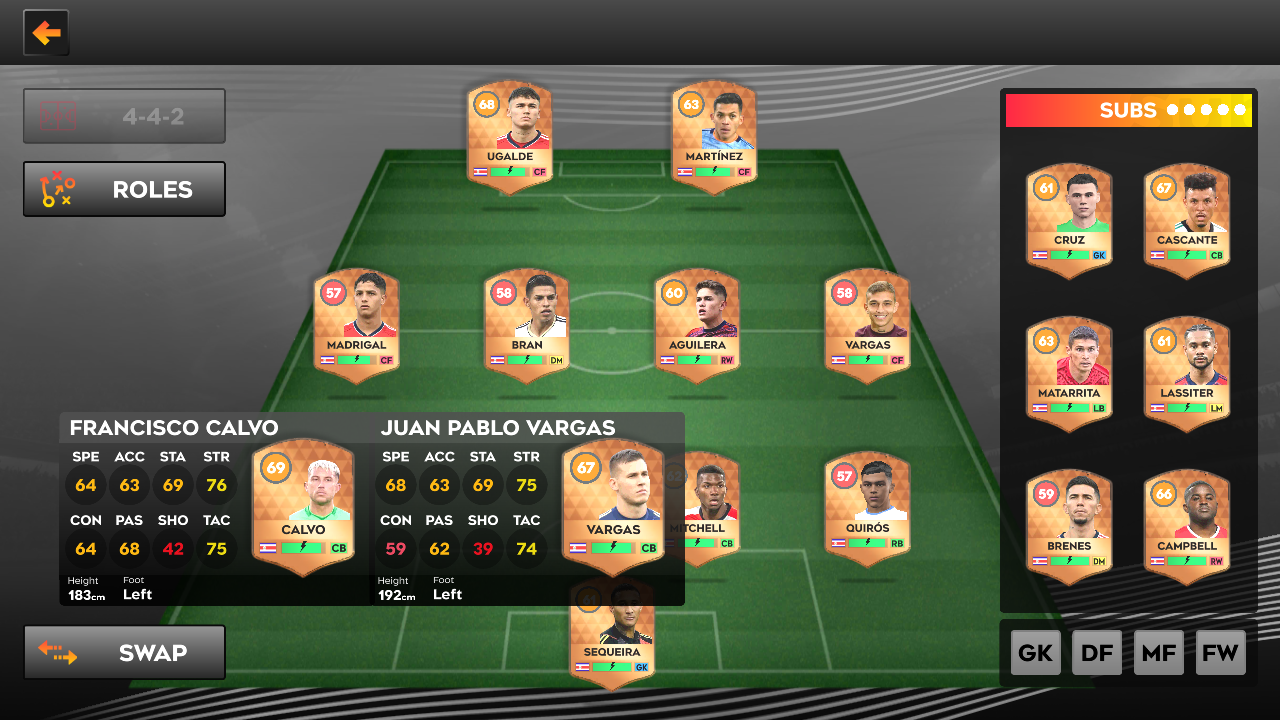 4-4-2
ROLES
SUBS
68
UGALDE
CF
63
MARTÍNEZ
CF
57
MADRIGAL
CF
58
BRAN
DM
60
AGUILERA
RW
58
VARGAS
CF
FRANCISCO CALVO
SPE ACC STA STR
64 63 69 76
CON PAS SHO TAC
64 68 42 75
Height Foot
183cm Left
69
CALVO
CB
JUAN PABLO VARGAS
SPE ACC STA STR
68 63 69 75
CON PAS SHO TAC
59 62 39 74
Height Foot
192cm Left
67
VARGAS
CB
62
MITCHELL
CB
57
QUIRÓS
RB
SEQUEIRA
GK
61
CRUZ
GK
67
CASCANTE
CB
63
MATARRITA
LB
61
LASSITER
LM
59
BRENES
DM
66
CAMPBELL
RW
SWAP
GK DF MF FW